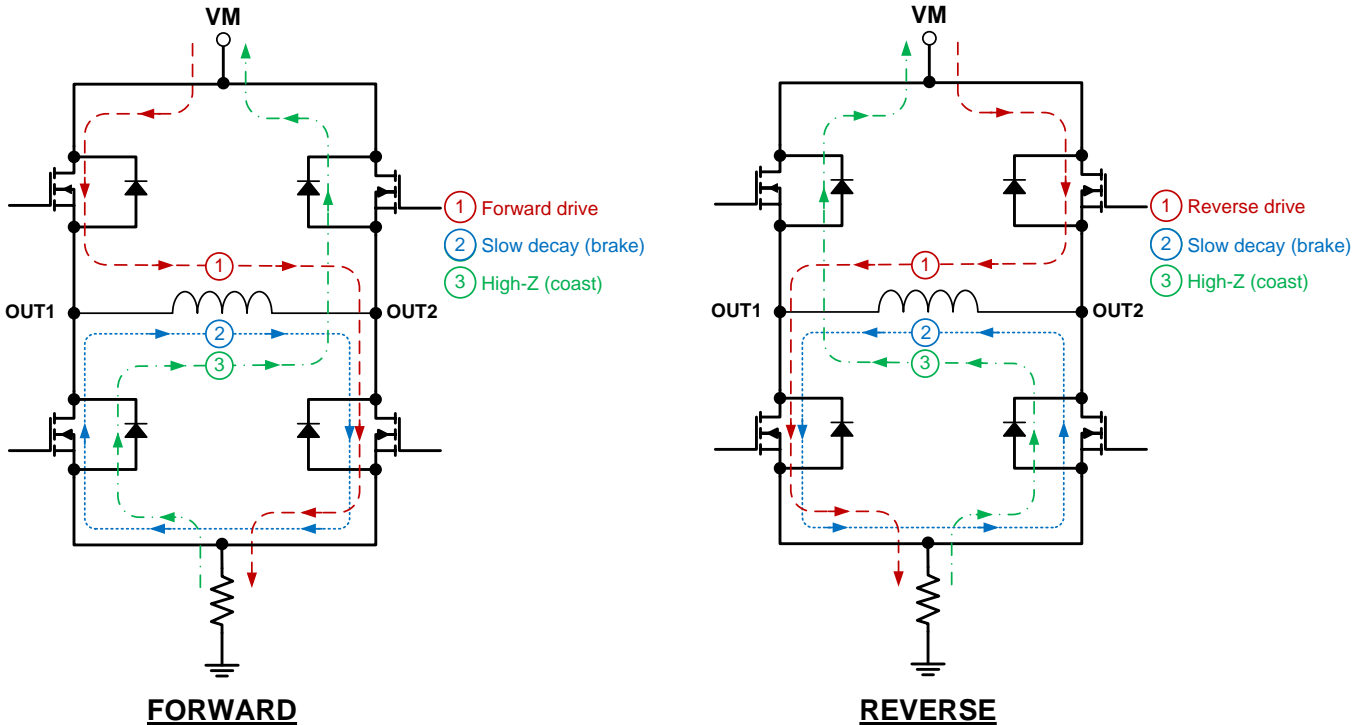 VM
1 Forward drive
2 Slow decay (brake)
3 High-Z (coast)
1
OUT1
OUT2
2
3
FORWARD
VM
1 Reverse drive
2 Slow decay (brake)
3 High-Z (coast)
1
OUT1
OUT2
2
3
REVERSE